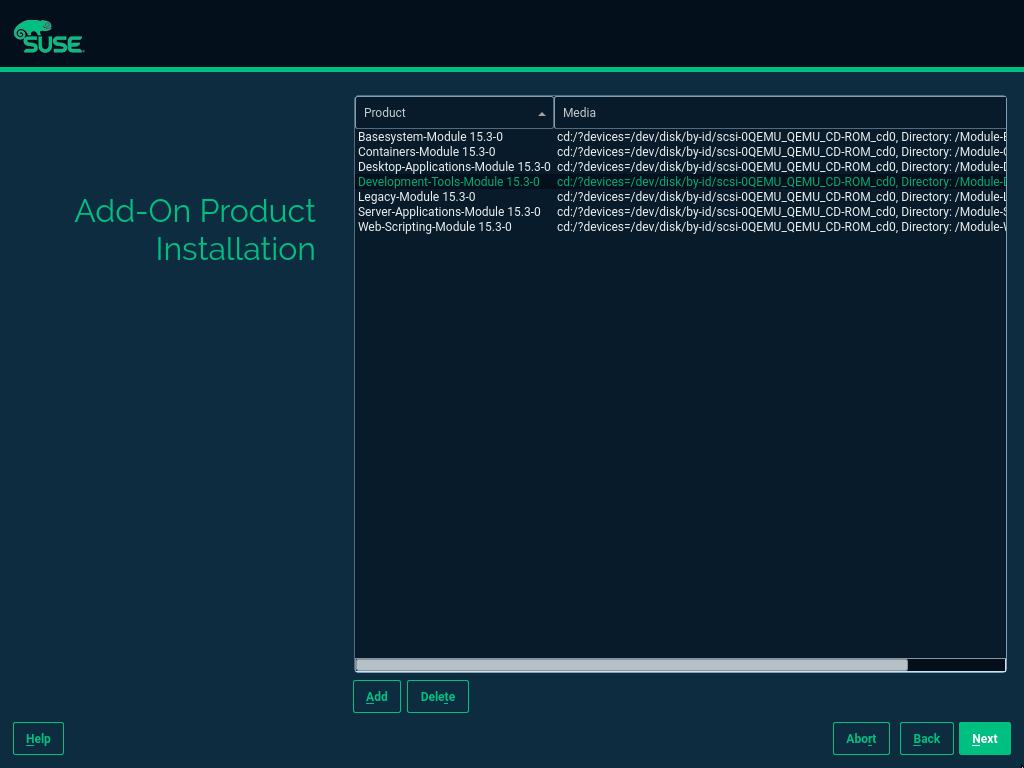 SUSE
Add-On Product
Installation
Product Media
Basesystem-Module 15.3-0 cd:/?devices=/dev/disk/by-id/scsi-0QEMU_QEMU_CD-ROM_cd0, Directory: /Module-B
Containers-Module 15.3-0 cd:/?devices=/dev/disk/by-id/scsi-0QEMU_QEMU_CD-ROM_cd0, Directory: /Module-C
Desktop-Applications-Module 15.3-0 cd:/?devices=/dev/disk/by-id/scsi-0QEMU_QEMU_CD-ROM_cd0, Directory: /Module-D
Development-Tools-Module 15.3-0 cd:/?devices=/dev/disk/by-id/scsi-0QEMU_QEMU_CD-ROM_cd0, Directory: /Module-D
Legacy-Module 15.3-0 cd:/?devices=/dev/disk/by-id/scsi-0QEMU_QEMU_CD-ROM_cd0, Directory: /Module-L
Server-Applications-Module 15.3-0 cd:/?devices=/dev/disk/by-id/scsi-0QEMU_QEMU_CD-ROM_cd0, Directory: /Module-S
Web-Scripting-Module 15.3-0 cd:/?devices=/dev/disk/by-id/scsi-0QEMU_QEMU_CD-ROM_cd0, Directory: /Module-W
Add Delete
Help Abort Back Next